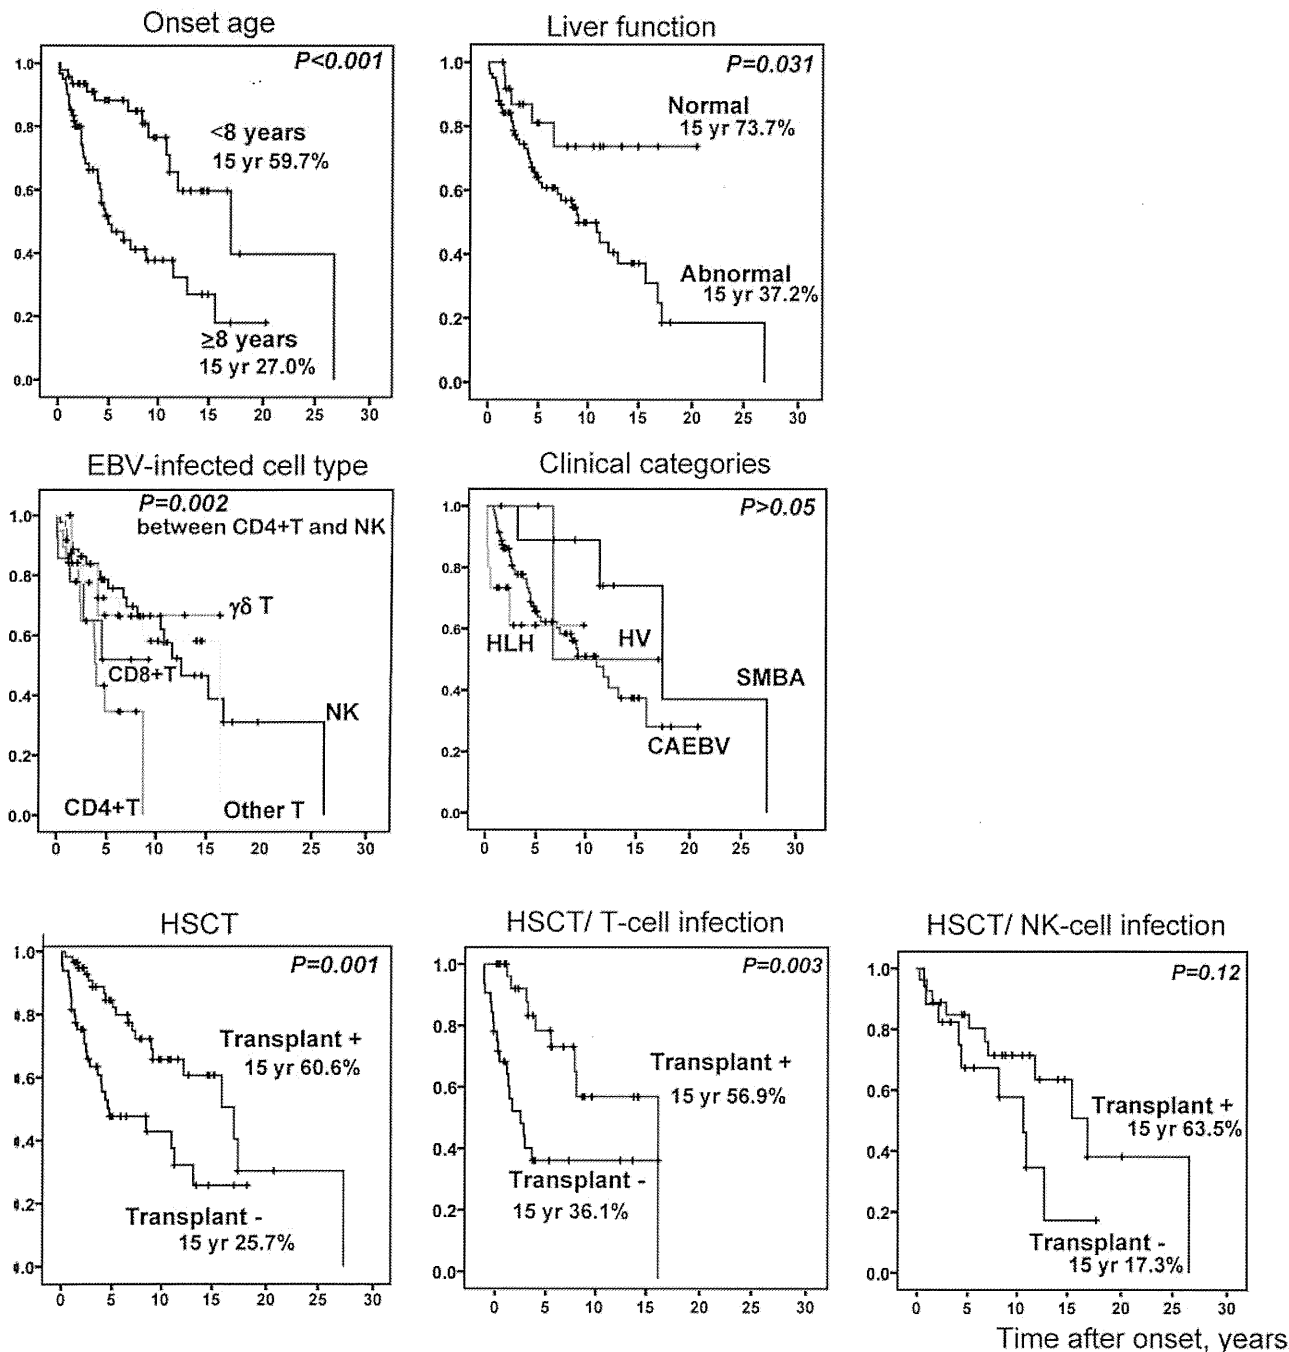 Onset age
P<0.001
1.0
0.8
0.6
0.4
0.2
0.0
<8 years
15 yr 59.7%
≥8 years
15 yr 27.0%
0 5 10 15 20 25 30
Liver function
P=0.031
1.0
0.8
0.6
0.4
0.2
0.0
Normal
15 yr 73.7%
Abnormal
15 yr 37.2%
0 5 10 15 20 25 30
EBV-infected cell type
P=0.002
between CD4+T and NK
1.0
0.8
0.6
0.4
0.2
0.0
γδ T
CD8+T
NK
CD4+T
Other T
0 5 10 15 20 25 30
Clinical categories
P>0.05
1.0
0.8
0.6
0.4
0.2
0.0
HLH
HV
SMBA
CAEBV
0 5 10 15 20 25 30
HSCT
P=0.001
1.0
0.8
0.6
0.4
0.2
0.0
Transplant +
15 yr 60.6%
Transplant -
15 yr 25.7%
0 5 10 15 20 25 30
HSCT/ T-cell infection
P=0.003
1.0
0.8
0.6
0.4
0.2
0.0
Transplant +
15 yr 56.9%
Transplant -
15 yr 36.1%
0 5 10 15 20 25 30
HSCT/ NK-cell infection
P=0.12
1.0
0.8
0.6
0.4
0.2
0.0
Transplant +
15 yr 63.5%
Transplant -
15 yr 17.3%
0 5 10 15 20 25 30
Time after onset, years